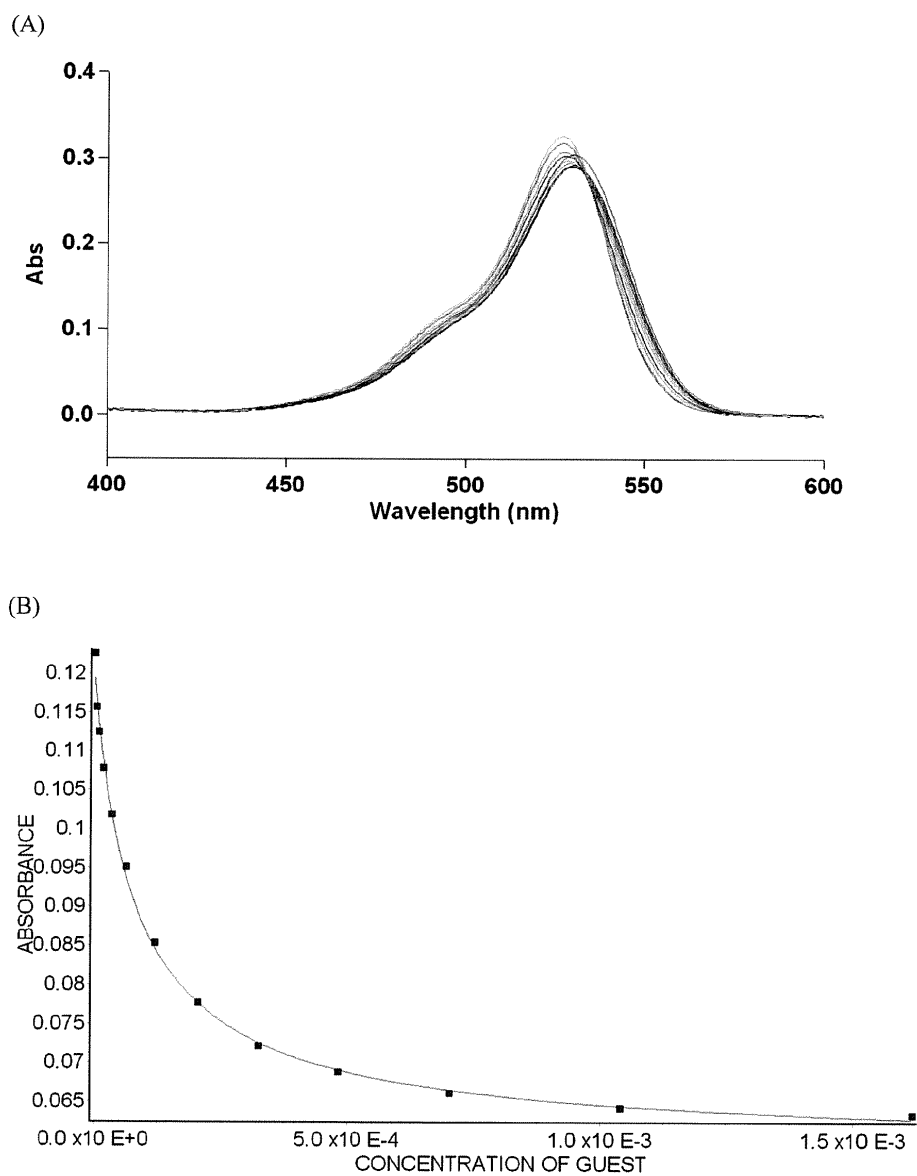 (A)
0.4
0.3
0.2
0.1
0.0
Abs
400 450 500 550 600
Wavelength (nm)
(B)
0.12
0.115
0.11
0.105
0.1
0.095
0.09
0.085
0.08
0.075
0.07
0.065
ABSORBANCE
0.0 x10 E+0 5.0 x10 E-4 1.0 x10 E-3 1.5 x10 E-3
CONCENTRATION OF GUEST